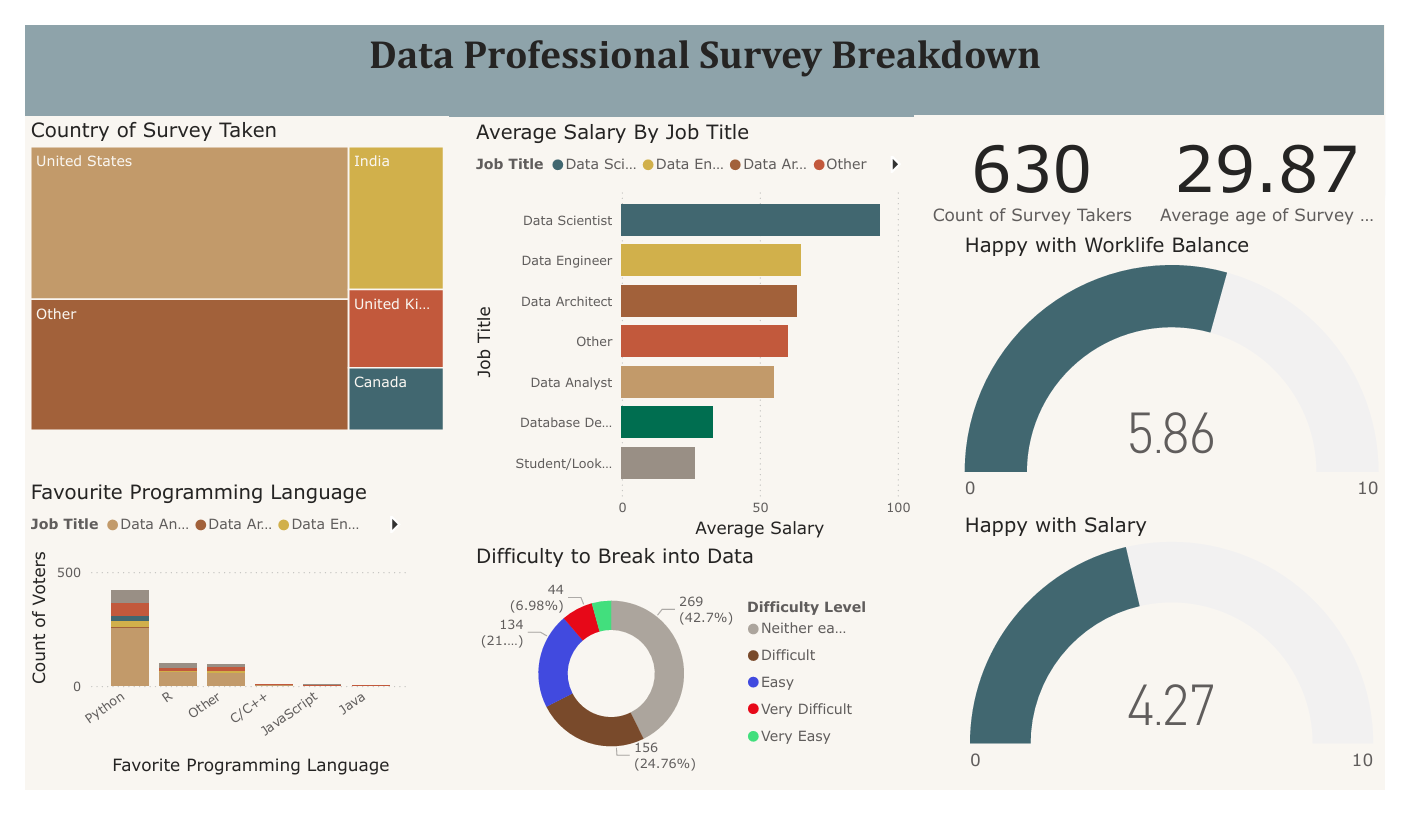 Data Professional Survey Breakdown
Country of Survey Taken
United States
India
Other
United Ki...
Canada
Average Salary By Job Title
Job Title Data Sci... Data En... Data Ar... Other
Data Scientist
Data Engineer
Data Architect
Other
Data Analyst
Database De...
Student/Look...
Job Title
0 50 100
Average Salary
630
Count of Survey Takers
29.87
Average age of Survey ...
Happy with Worklife Balance
5.86
0 10
Favourite Programming Language
Job Title Data An... Data Ar... Data En...
Count of Voters
500
0
Python R Other C/C++ JavaScript Java
Favorite Programming Language
Difficulty to Break into Data
44
(6.98%)
269
(42.7%)
134
(21....)
156
(24.76%)
Difficulty Level
Neither ea...
Difficult
Easy
Very Difficult
Very Easy
Happy with Salary
4.27
0 10